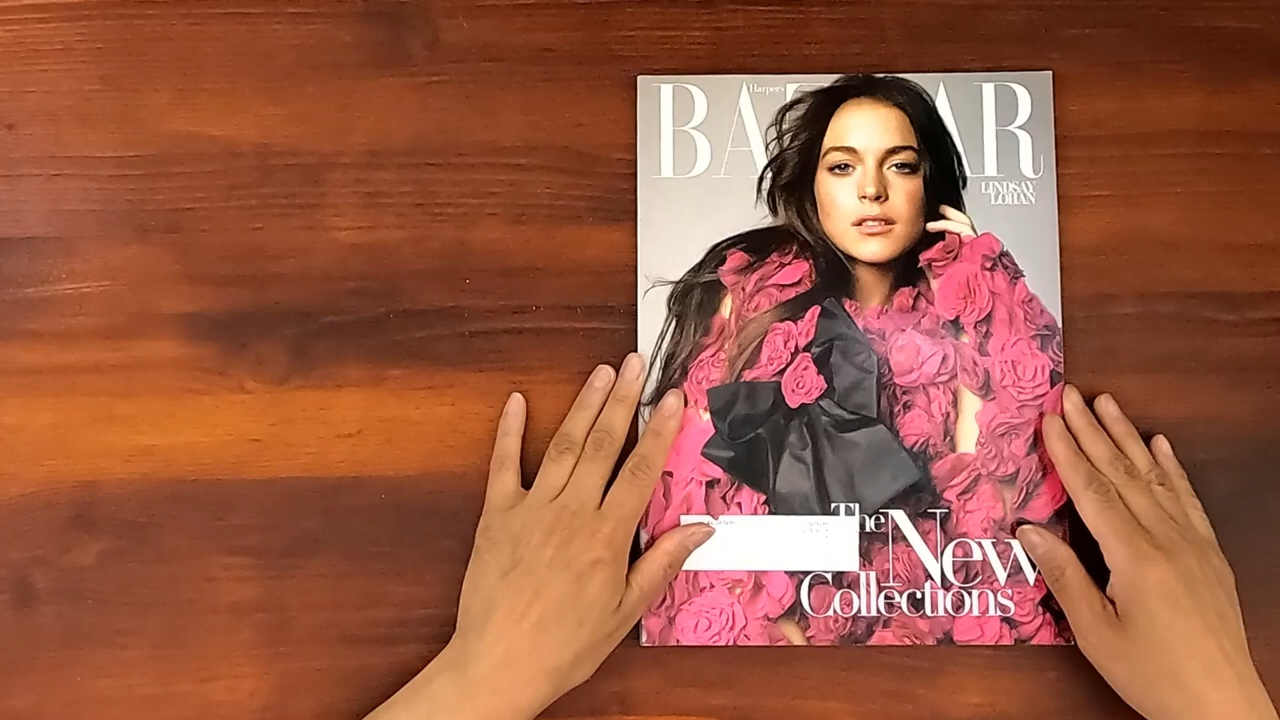 Harper's
BAZAAR
LINDSAY
LOHAN
The New
Collections